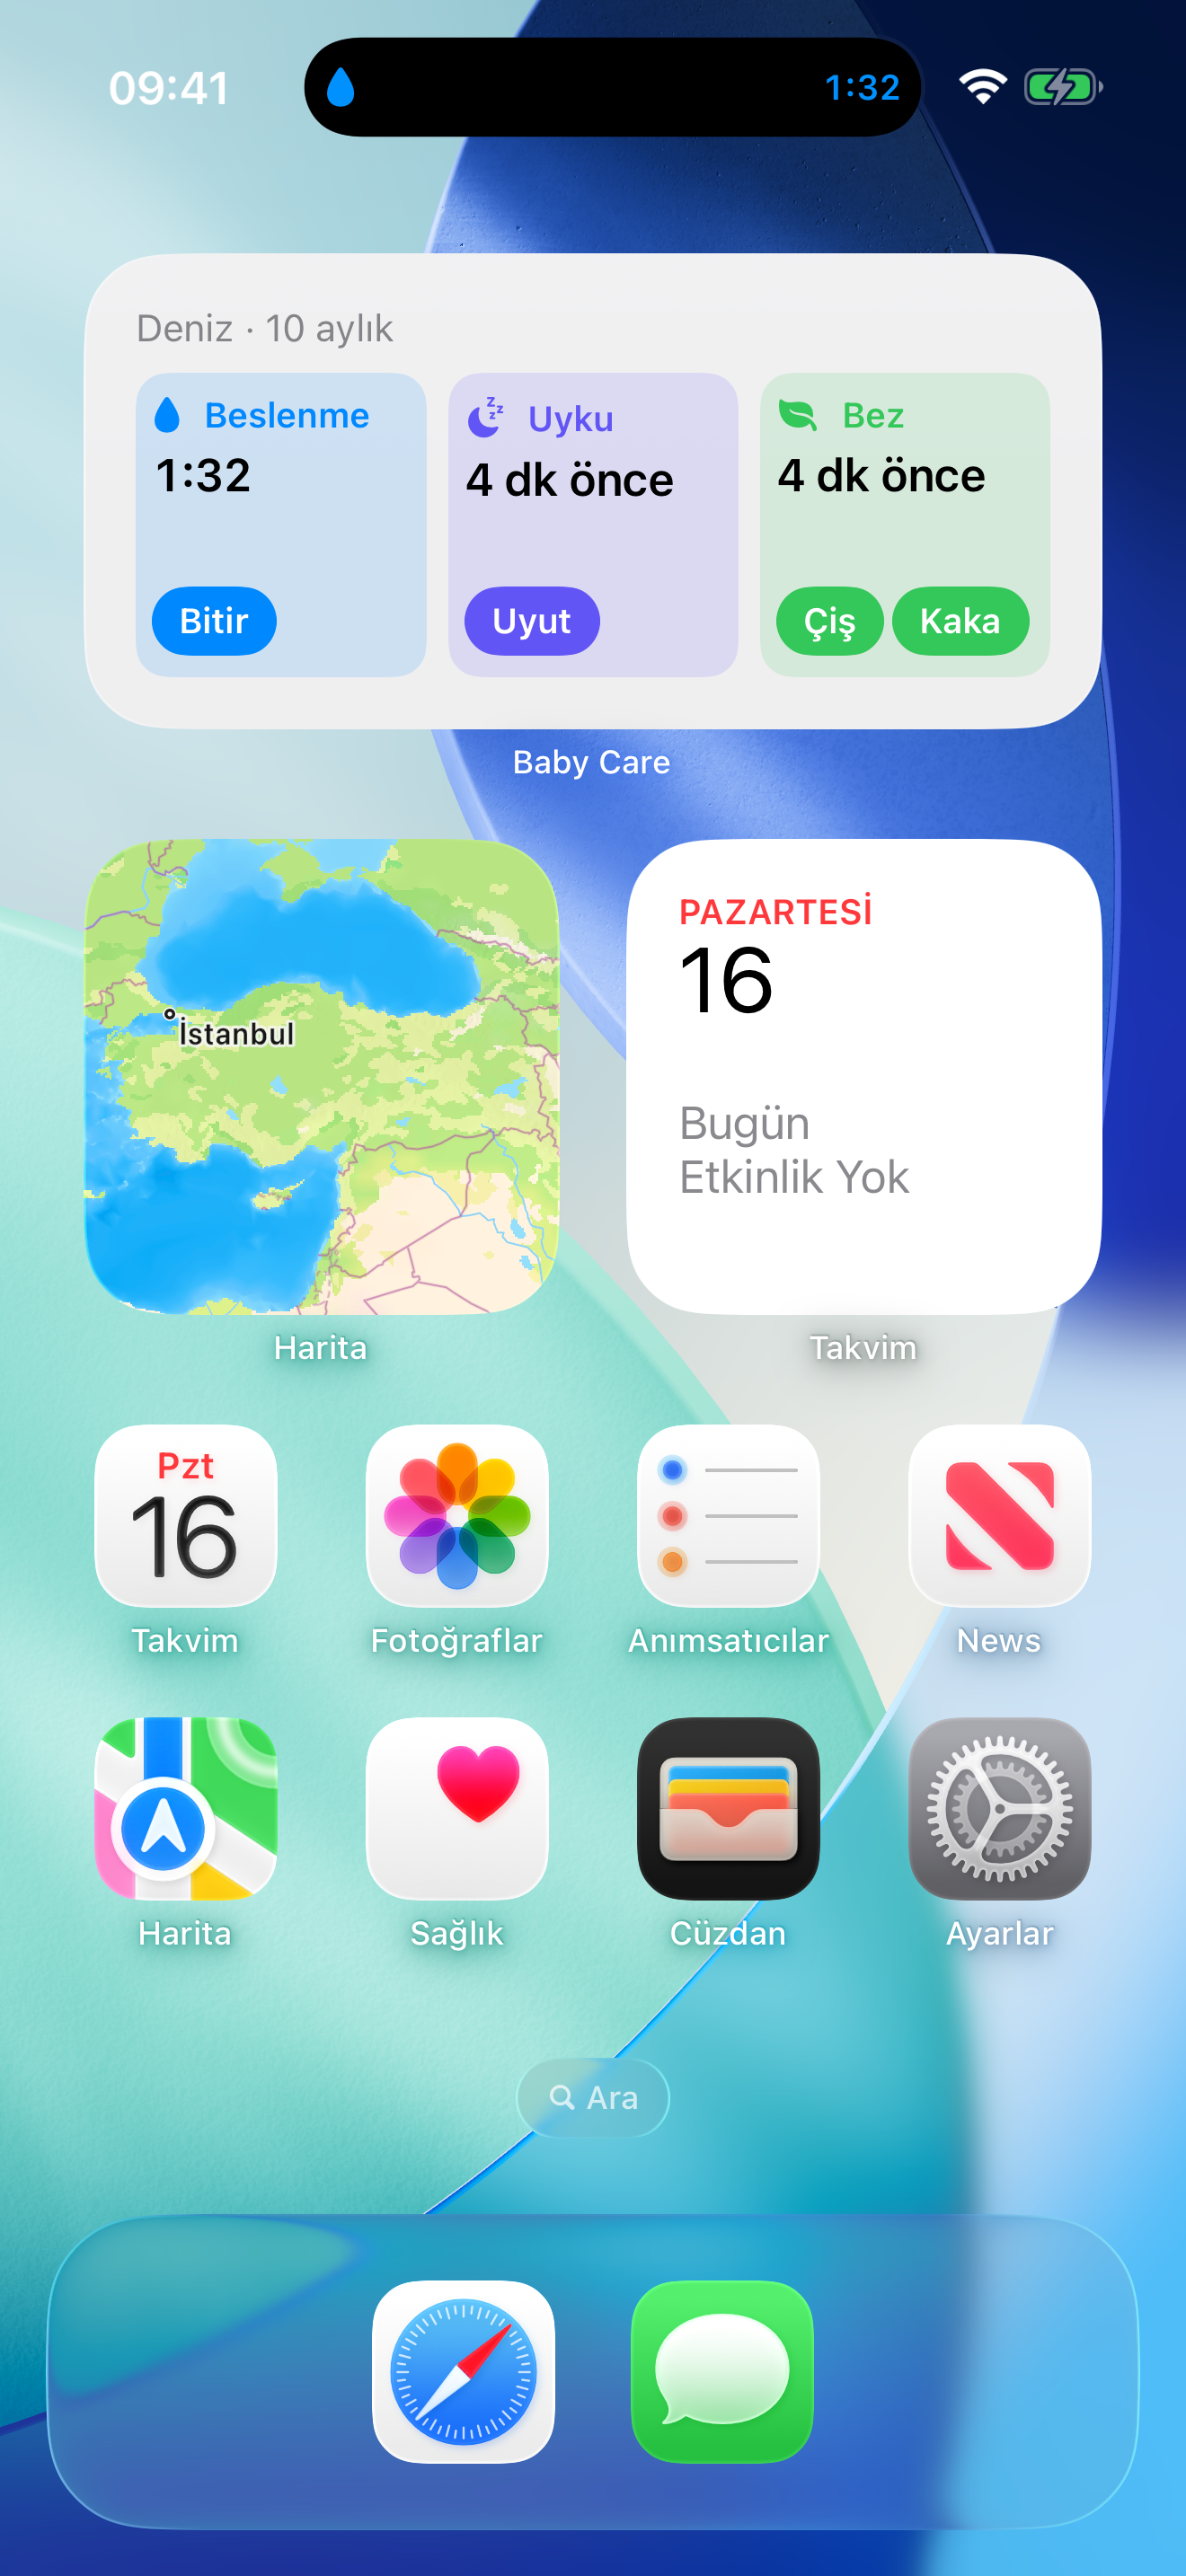 09:41
1:32
Deniz · 10 aylık
Beslenme
1:32
Bitir
Uyku
4 dk önce
Uyut
Bez
4 dk önce
Çiş
Kaka
Baby Care
İstanbul
Harita
PAZARTESİ
16
Bugün
Etkinlik Yok
Takvim
Pzt
16
Takvim
Fotoğraflar
Anımsatıcılar
News
Harita
Sağlık
Cüzdan
Ayarlar
Ara